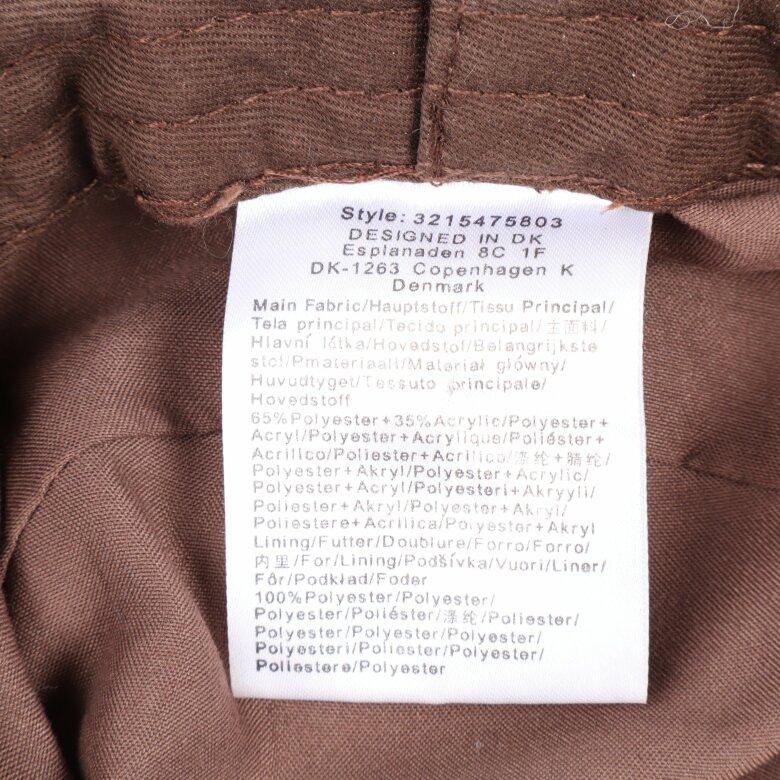 Style: 3215475803
DESIGNED IN DK
Esplanaden 8C 1F
DK-1263 Copenhagen K
Denmark
Main Fabric/Hauptstoff/Tissu Principal/
Tela principal/Tecido principal/主面料/
Hlavní látka/Hovedstof/Belangrijkste
stof/Pmateriaali/Materiał główny/
Huvudtyget/Tessuto principale/
Hovedstoff
65%Polyester+35%Acrylic/Polyester+
Acryl/Polyester+Acrylique/Poliéster+
Acrílico/Poliester+Acrílico/涤纶+腈纶/
Polyester+Akryl/Polyester+Acrylic/
Acryl/Polyester+Akryyli/
Poliester+Akryl/Polyester+Akryl/
Poliestere+Acrilica/Polyester+Akryl
Lining/Futter/Doublure/Forro/Forro/
内里/For/Lining/Podšívka/Vuori/Liner/
Fôr/Podkład/Foder
100%Polyester/Polyester/
Polyester/Poliéster/涤纶/Poliester/
Polyester/Polyester/Polyester/
Polyesteri/Poliester/Polyester/
Poliestere/Polyester